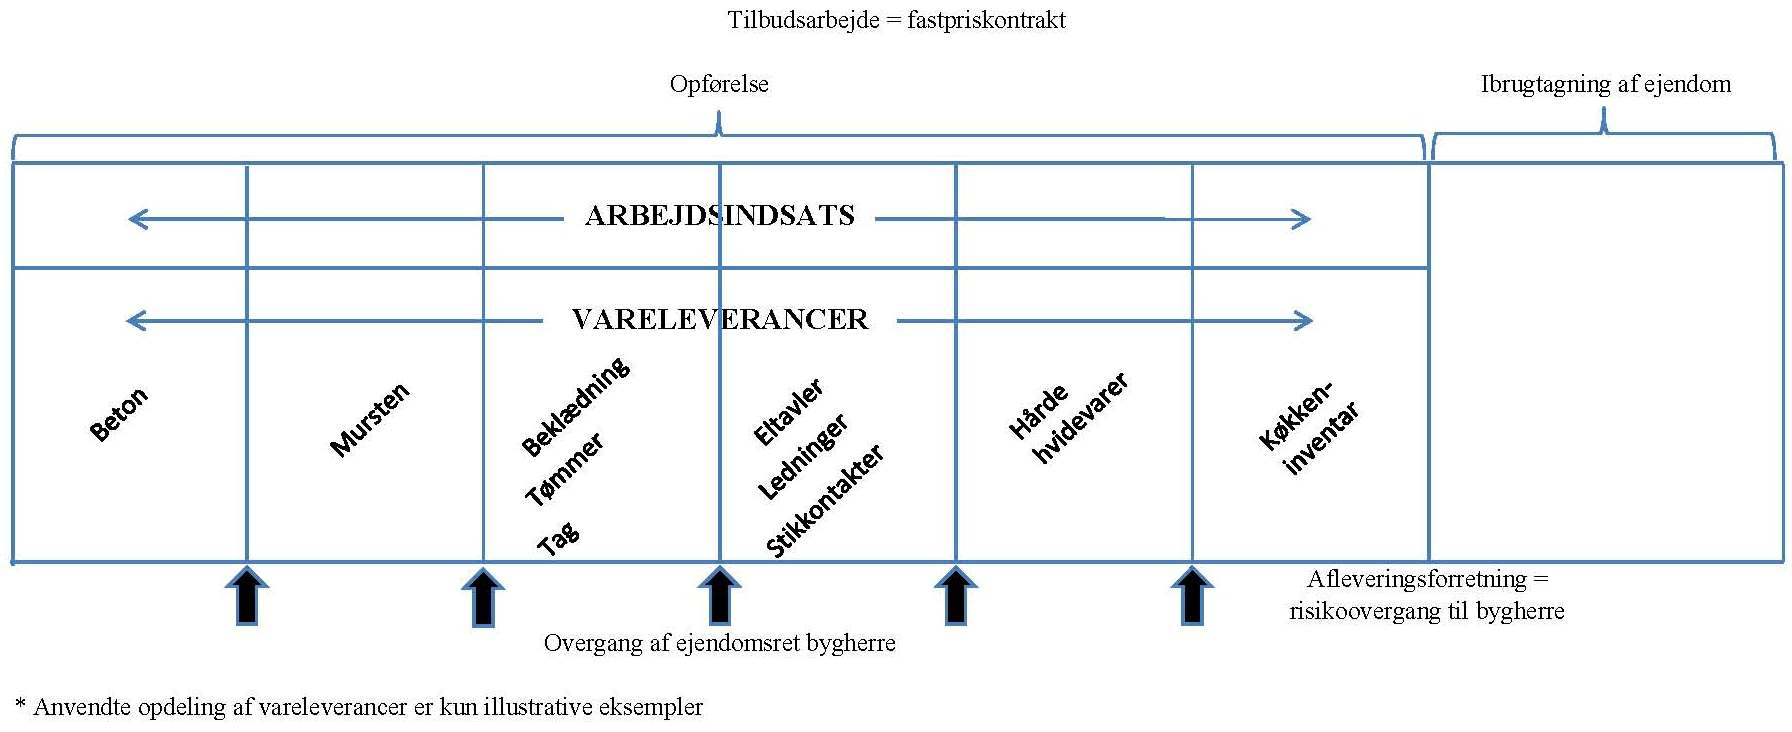 Tilbudsarbejde = fastpriskontrakt
Opførelse
Ibrugtagning af ejendom
ARBEJDSINDSATS
VARELEVERANCER
Beton
Mursten
Beklædning
Tømmer
Tag
Eltavler
Ledninger
Stikkontakter
Hårde
hvidevarer
Køkken-
inventar
Afleveringsforretning =
risikoovergang til bygherre
Overgang af ejendomsret bygherre
* Anvendte opdeling af vareleverancer er kun illustrative eksempler